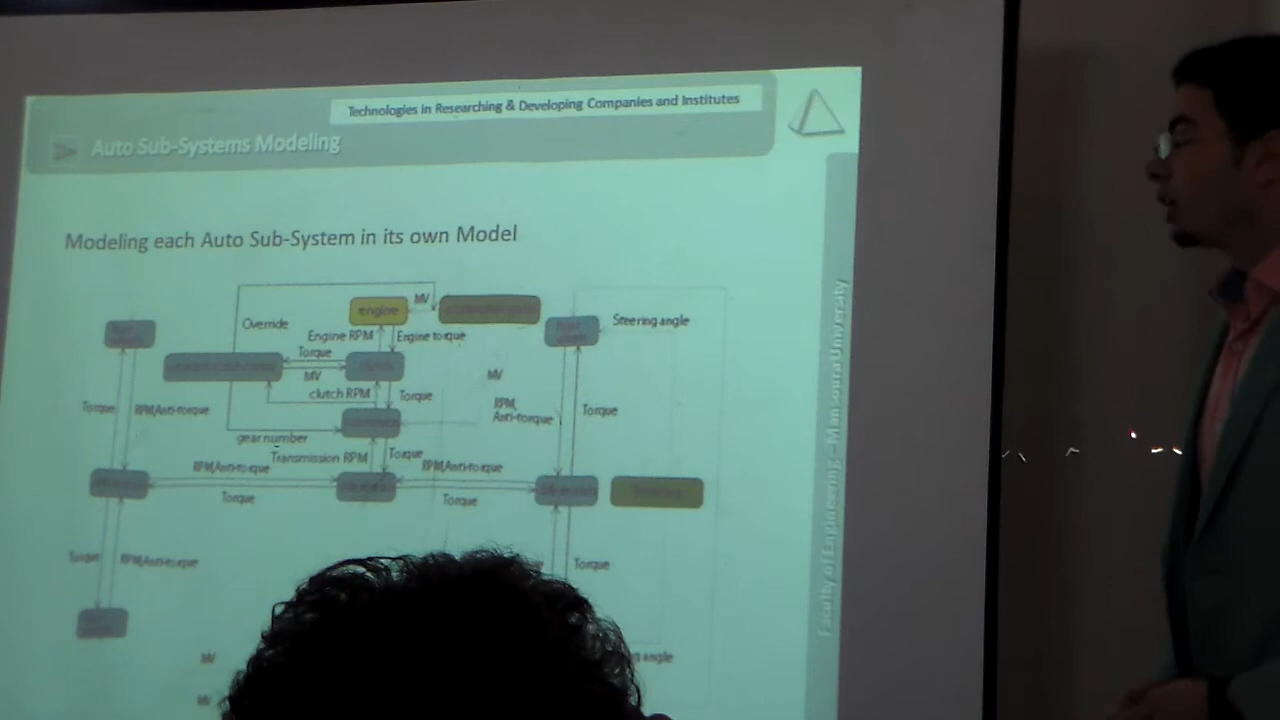 Technologies in Researching & Developing Companies and Institutes
Auto Sub-Systems Modeling
Modeling each Auto Sub-System in its own Model
MV
engine
Override
Engine RPM
Engine torque
Steering angle
Torque
MV
clutch
MV
clutch RPM
Torque
RPM,
Anti-torque
Torque
RPM,Anti-torque
Torque
gear number
Transmission RPM
Torque
RPM,Anti-torque
RPM,Anti-torque
Torque
Torque
Torque
RPM,Anti-torque
Torque
MV
angle
MV
Faculty of Engineering – Mansoura University